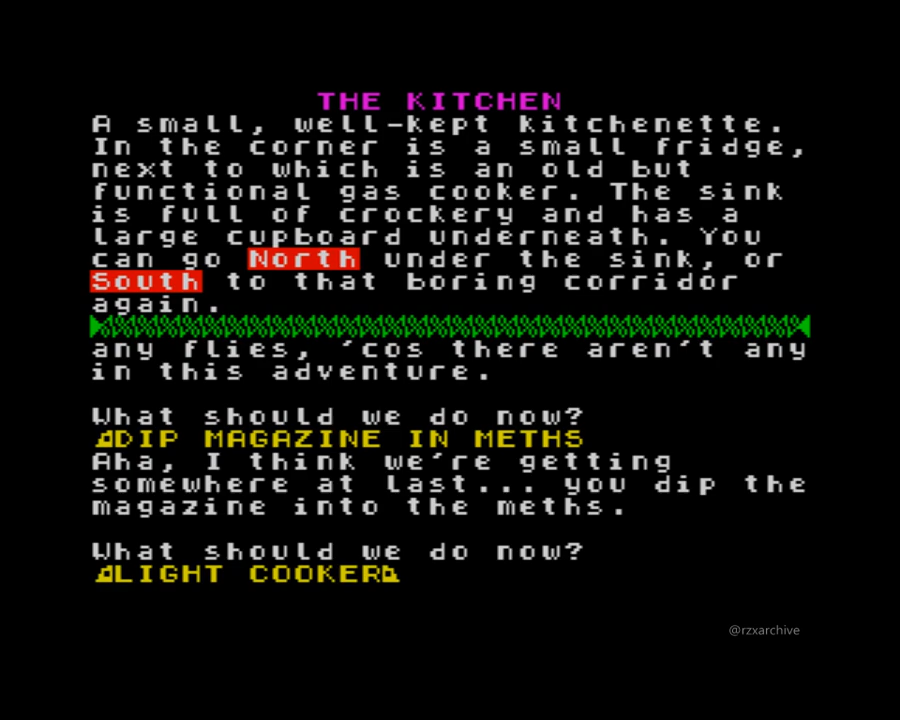 THE KITCHEN
A small, well-kept kitchenette.
In the corner is a small fridge,
next to which is an old but
functional gas cooker. The sink
is full of crockery and has a
large cupboard underneath. You
can go North under the sink, or
South to that boring corridor
again.
any flies, 'cos there aren't any
in this adventure.
What should we do now?
DIP MAGAZINE IN METHS
Aha, I think we're getting
somewhere at last... you dip the
magazine into the meths.
What should we do now?
LIGHT COOKER
@rzxarchive